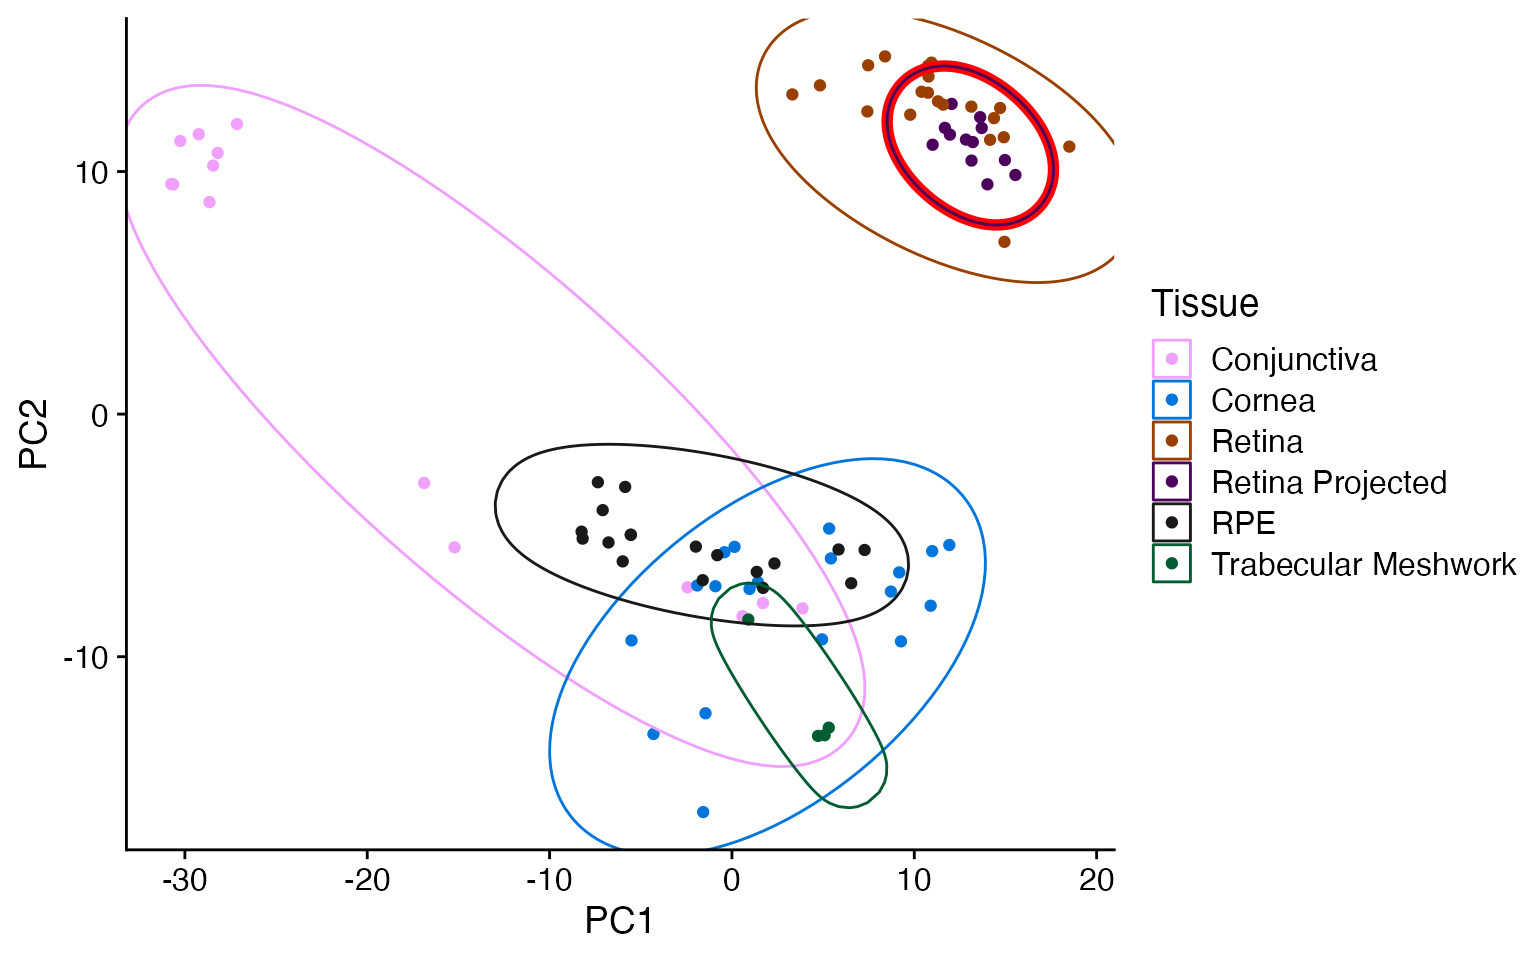 10
0
-10
PC2
-30 -20 -10 0 10 20
PC1
Tissue
Conjunctiva
Cornea
Retina
Retina Projected
RPE
Trabecular Meshwork